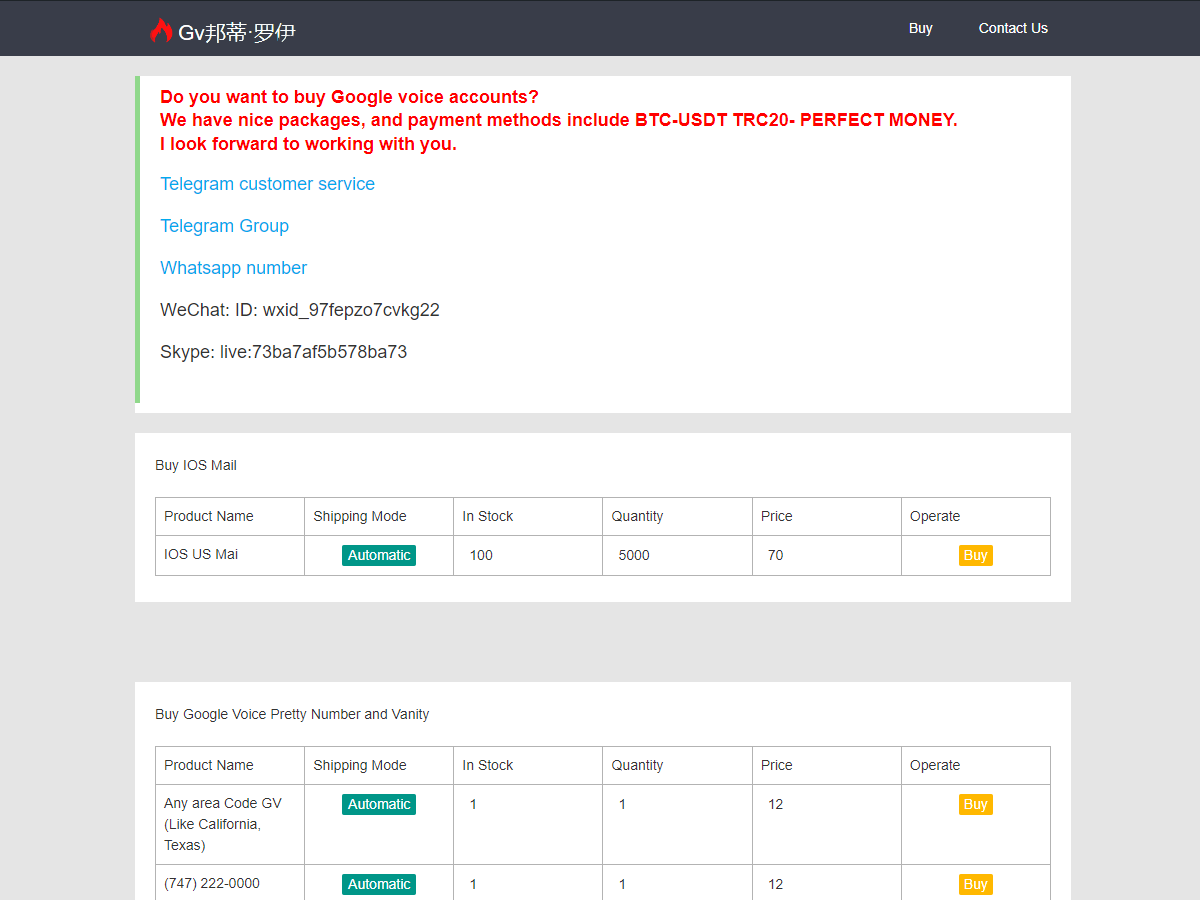 Gv邦蒂·罗伊
Buy
Contact Us
Do you want to buy Google voice accounts?
We have nice packages, and payment methods include BTC-USDT TRC20- PERFECT MONEY.
I look forward to working with you.
Telegram customer service
Telegram Group
Whatsapp number
WeChat: ID: wxid_97fepzo7cvkg22
Skype: live:73ba7af5b578ba73
Buy IOS Mail
Product Name Shipping Mode In Stock Quantity Price Operate
IOS US Mai Automatic 100 5000 70 Buy
Buy Google Voice Pretty Number and Vanity
Product Name Shipping Mode In Stock Quantity Price Operate
Any area Code GV Automatic 1 1 12 Buy
(Like California,
Texas)
(747) 222-0000 Automatic 1 1 12 Buy